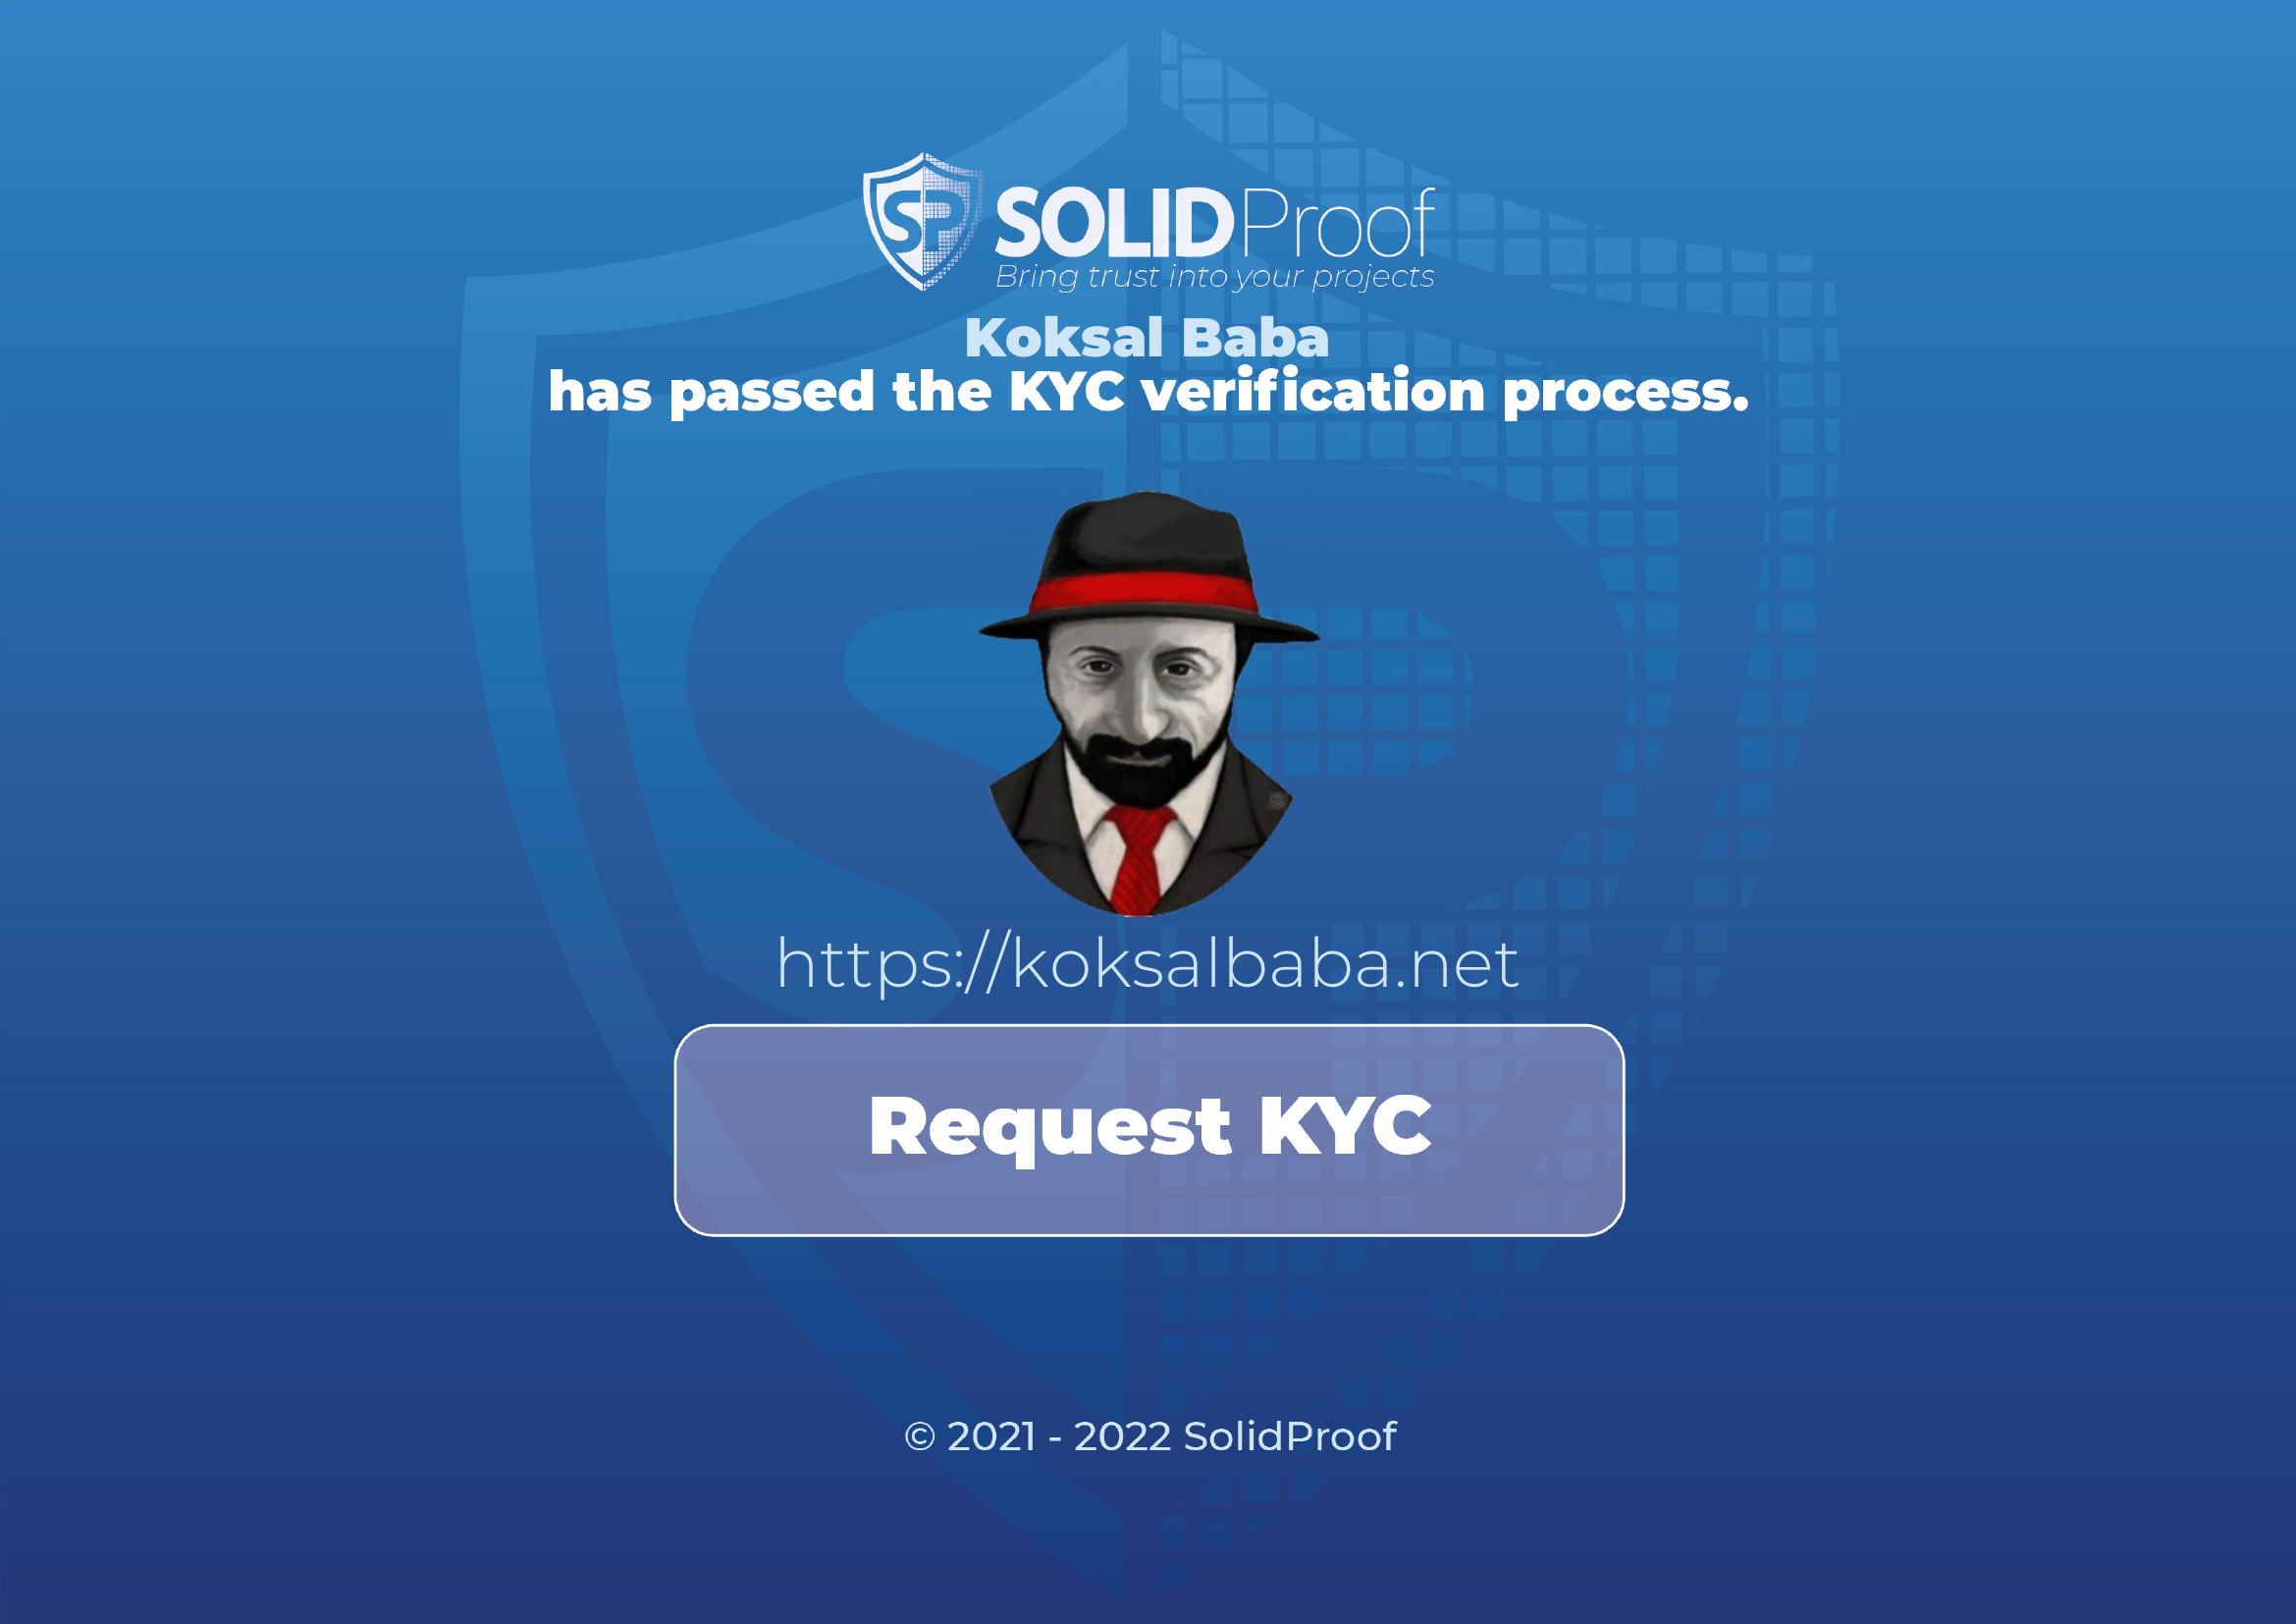 SP SOLIDProof
Bring trust into your projects
Koksal Baba
has passed the KYC verification process.
https://koksalbaba.net
Request KYC
© 2021 - 2022 SolidProof